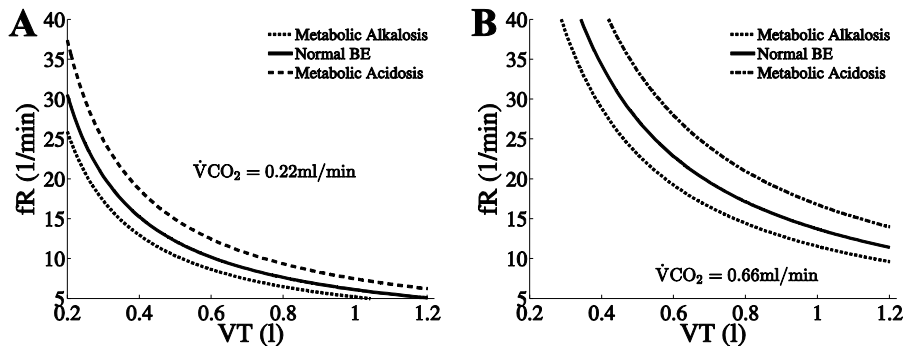 A
40
35
30
25
20
15
10
5
fR (1/min)
0.2 0.4 0.6 0.8 1 1.2
VT (l)
Metabolic Alkalosis
Normal BE
Metabolic Acidosis
V̇CO₂ = 0.22ml/min
B
40
35
30
25
20
15
10
5
fR (1/min)
0.2 0.4 0.6 0.8 1 1.2
VT (l)
Metabolic Alkalosis
Normal BE
Metabolic Acidosis
V̇CO₂ = 0.66ml/min